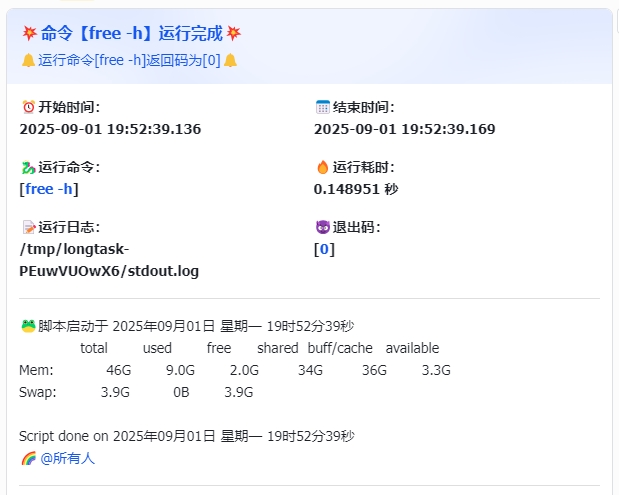 💥命令【free -h】运行完成💥
🔔运行命令[free -h]返回码为[0]🔔
⏰开始时间：
2025-09-01 19:52:39.136
📅结束时间：
2025-09-01 19:52:39.169
🐉运行命令：
[free -h]
🔥运行耗时：
0.148951 秒
📝运行日志：
/tmp/longtask-
PEuwVUOwX6/stdout.log
😈退出码：
[0]
🐸脚本启动于 2025年09月01日 星期一 19时52分39秒
total used free shared buff/cache available
Mem: 46G 9.0G 2.0G 34G 36G 3.3G
Swap: 3.9G 0B 3.9G
Script done on 2025年09月01日 星期一 19时52分39秒
🌈 @所有人